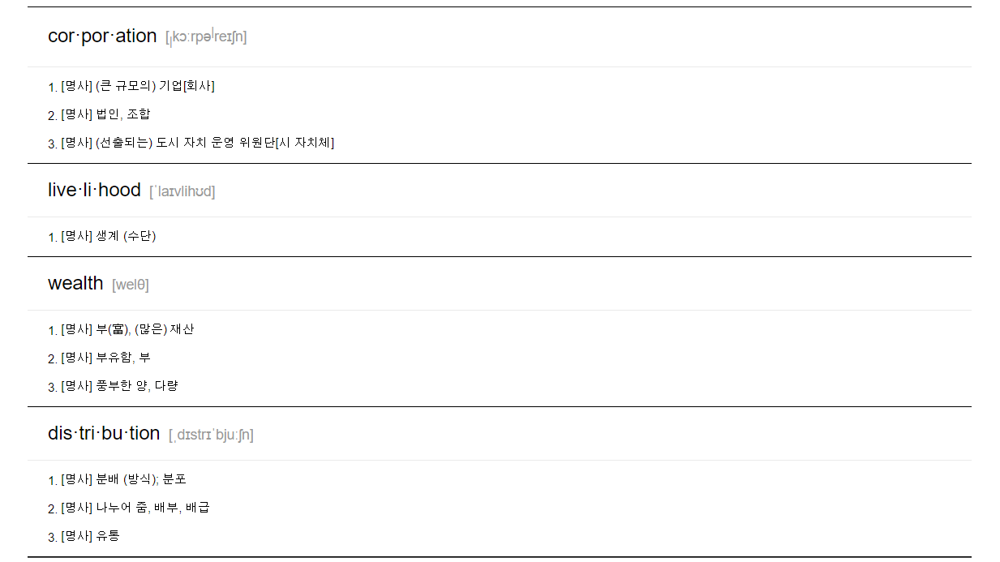 cor·por·ation [ˌkɔːrpəˈreɪʃn]
1. [명사] (큰 규모의) 기업[회사]
2. [명사] 법인, 조합
3. [명사] (선출되는) 도시 자치 운영 위원단[시 자치체]
live·li·hood [ˈlaɪvlihʊd]
1. [명사] 생계 (수단)
wealth [welθ]
1. [명사] 부(富), (많은) 재산
2. [명사] 부유함, 부
3. [명사] 풍부한 양, 다량
dis·tri·bu·tion [ˌdɪstrɪˈbjuːʃn]
1. [명사] 분배 (방식); 분포
2. [명사] 나누어 줌, 배부, 배급
3. [명사] 유통